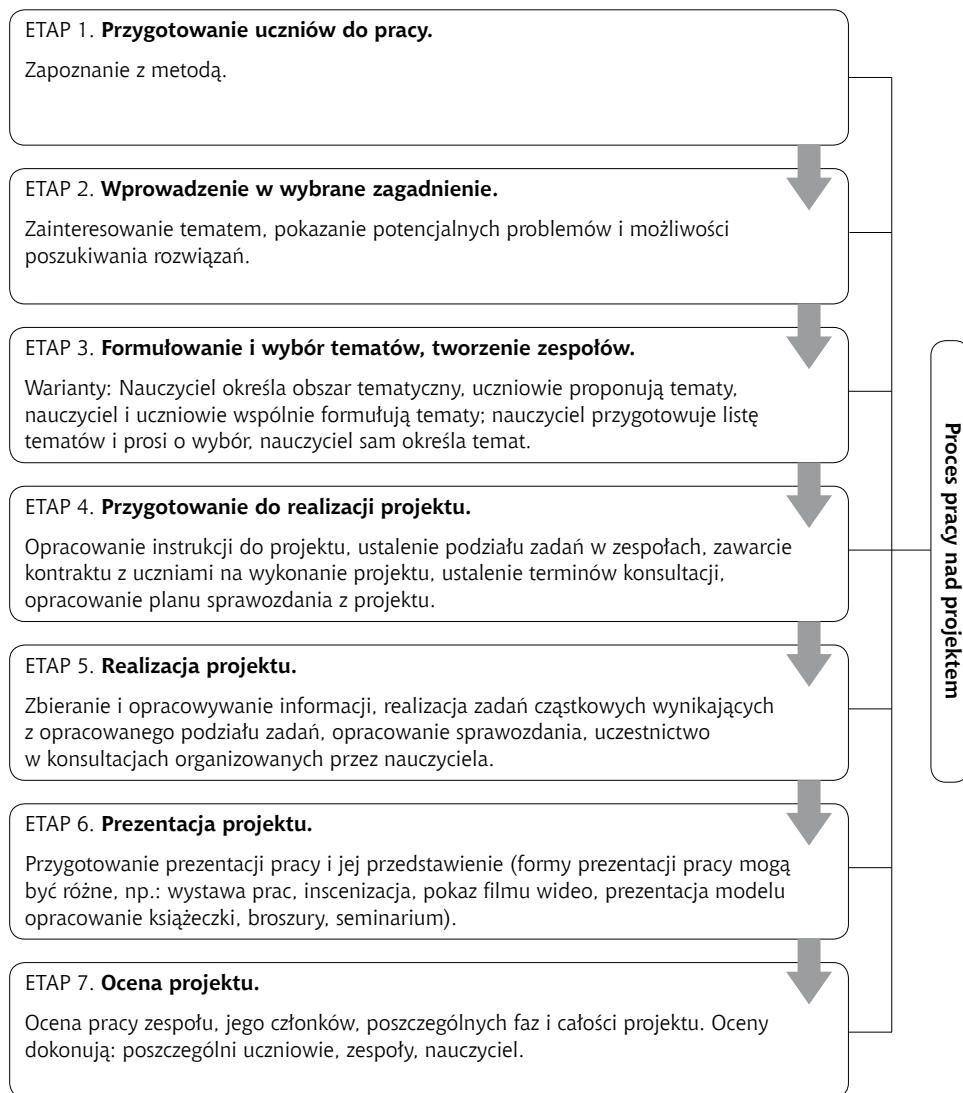 ETAP 1. Przygotowanie uczniów do pracy.
Zapoznanie z metodą.
ETAP 2. Wprowadzenie w wybrane zagadnienie.
Zainteresowanie tematem, pokazanie potencjalnych problemów i możliwości
poszukiwania rozwiązań.
ETAP 3. Formułowanie i wybór tematów, tworzenie zespołów.
Warianty: Nauczyciel określa obszar tematyczny, uczniowie proponują tematy,
nauczyciel i uczniowie wspólnie formułują tematy; nauczyciel przygotowuje listę
tematów i prosi o wybór, nauczyciel sam określa temat.
ETAP 4. Przygotowanie do realizacji projektu.
Opracowanie instrukcji do projektu, ustalenie podziału zadań w zespołach, zawarcie
kontraktu z uczniami na wykonanie projektu, ustalenie terminów konsultacji,
opracowanie planu sprawozdania z projektu.
ETAP 5. Realizacja projektu.
Zbieranie i opracowywanie informacji, realizacja zadań cząstkowych wynikających
z opracowanego podziału zadań, opracowanie sprawozdania, uczestnictwo
w konsultacjach organizowanych przez nauczyciela.
ETAP 6. Prezentacja projektu.
Przygotowanie prezentacji pracy i jej przedstawienie (formy prezentacji pracy mogą
być różne, np.: wystawa prac, inscenizacja, pokaz filmu wideo, prezentacja modelu
opracowanie książeczki, broszury, seminarium).
ETAP 7. Ocena projektu.
Ocena pracy zespołu, jego członków, poszczególnych faz i całości projektu. Oceny
dokonują: poszczególni uczniowie, zespoły, nauczyciel.
Proces pracy nad projektem